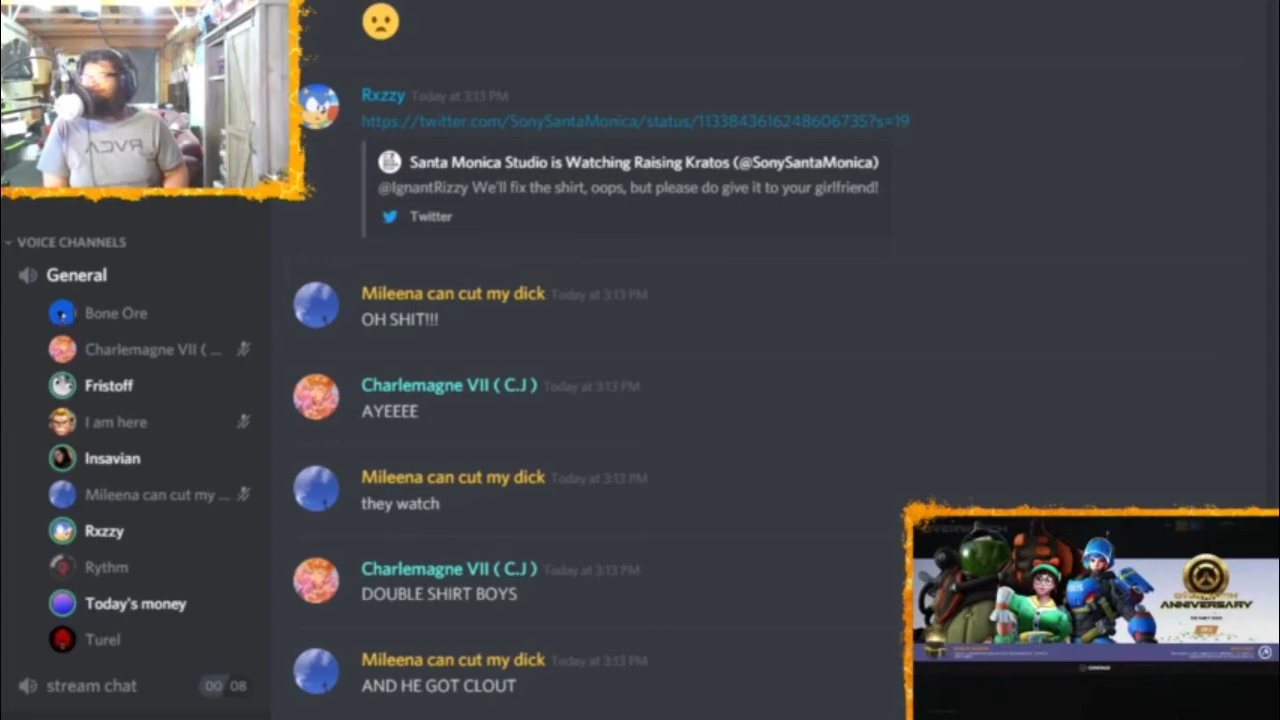 Rxzzy Today at 3:13 PM
https://twitter.com/SonySantaMonica/status/1133843616248606735?s=19
Santa Monica Studio is Watching Raising Kratos (@SonySantaMonica)
@IgnantRizzy We'll fix the shirt, oops, but please do give it to your girlfriend!
Twitter
RVCA
VOICE CHANNELS
General
Bone Ore
Charlemagne VII ( ...
Fristoff
I am here
Insavian
Mileena can cut my ...
Rxzzy
Rythm
Today's money
Turel
stream chat 00 08
Mileena can cut my dick Today at 3:13 PM
OH SHIT!!!
Charlemagne VII ( C.J ) Today at 3:13 PM
AYEEEE
Mileena can cut my dick Today at 3:13 PM
they watch
Charlemagne VII ( C.J ) Today at 3:13 PM
DOUBLE SHIRT BOYS
Mileena can cut my dick Today at 3:13 PM
AND HE GOT CLOUT
OVERWATCH
ANNIVERSARY